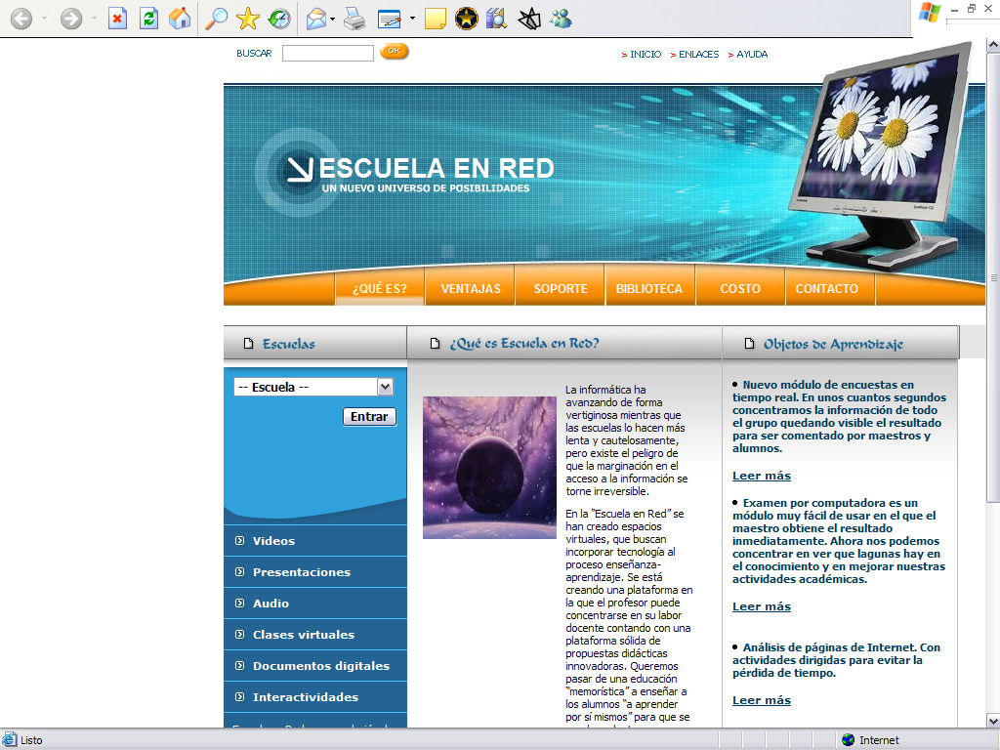 BUSCAR
OK
> INICIO > ENLACES > AYUDA
ESCUELA EN RED
UN NUEVO UNIVERSO DE POSIBILIDADES
¿QUÉ ES? VENTAJAS SOPORTE BIBLIOTECA COSTO CONTACTO
Escuelas
-- Escuela --
Entrar
Videos
Presentaciones
Audio
Clases virtuales
Documentos digitales
Interactividades
¿Qué es Escuela en Red?
La informática ha
avanzando de forma
vertiginosa mientras que
las escuelas lo hacen más
lenta y cautelosamente,
pero existe el peligro de
que la marginación en el
acceso a la información se
torne irreversible.
En la “Escuela en Red” se
han creado espacios
virtuales, que buscan
incorporar tecnología al
proceso enseñanza-
aprendizaje. Se está
creando una plataforma en
la que el profesor puede
concentrarse en su labor
docente contando con una
plataforma sólida de
propuestas didácticas
innovadoras. Queremos
pasar de una educación
“memorística” a enseñar a
los alumnos “a aprender
por sí mismos” para que se
Objetos de Aprendizaje
• Nuevo módulo de encuestas en
tiempo real. En unos cuantos segundos
concentramos la información de todo
el grupo quedando visible el resultado
para ser comentado por maestros y
alumnos.
Leer más
• Examen por computadora es un
módulo muy fácil de usar en el que el
maestro obtiene el resultado
inmediatamente. Ahora nos podemos
concentrar en ver que lagunas hay en
el conocimiento y en mejorar nuestras
actividades académicas.
Leer más
• Análisis de páginas de Internet. Con
actividades dirigidas para evitar la
pérdida de tiempo.
Leer más
Listo
Internet